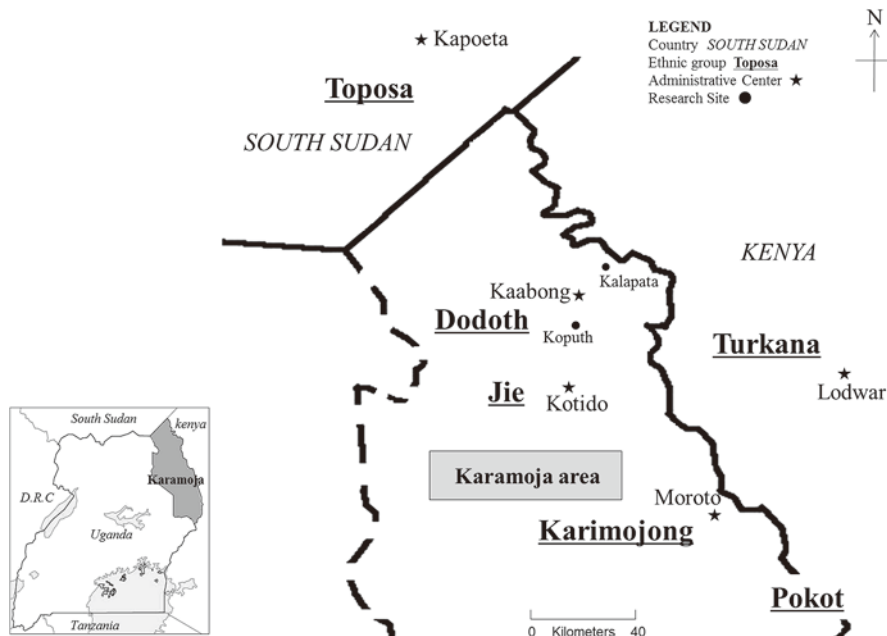 N
LEGEND
Country SOUTH SUDAN
Ethnic group Toposa
Administrative Center
Research Site
Kapoeta
Toposa
SOUTH SUDAN
KENYA
Kalapata
Kaabong
Dodoth
Koputh
Turkana
Lodwar
Jie
Kotido
Karamoja area
Moroto
Karimojong
Pokot
0 Kilometers 40
South Sudan
kenya
Karamoja
D.R.C
Uganda
Tanzania